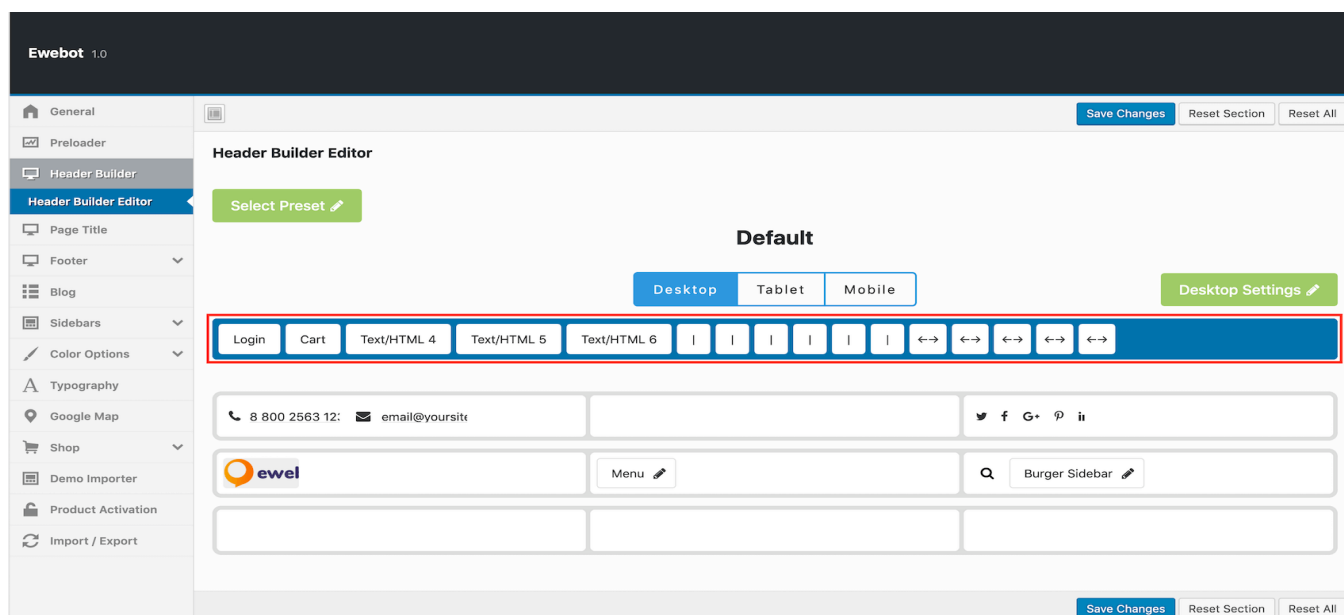 Ewebot 1.0
General
Preloader
Header Builder
Header Builder Editor
Page Title
Footer
Blog
Sidebars
Color Options
Typography
Google Map
Shop
Demo Importer
Product Activation
Import / Export
Save Changes Reset Section Reset All
Header Builder Editor
Select Preset
Default
Desktop Tablet Mobile
Desktop Settings
Login Cart Text/HTML 4 Text/HTML 5 Text/HTML 6 | | | | | |
8 800 2563 12: email@yoursite
G+
ewel Menu Burger Sidebar
Save Changes Reset Section Reset All